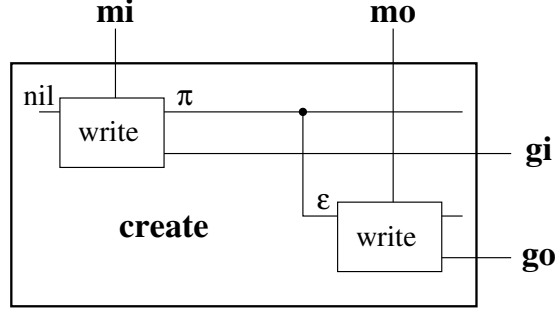 mi mo
nil π
write
gi
ε
create
write
go